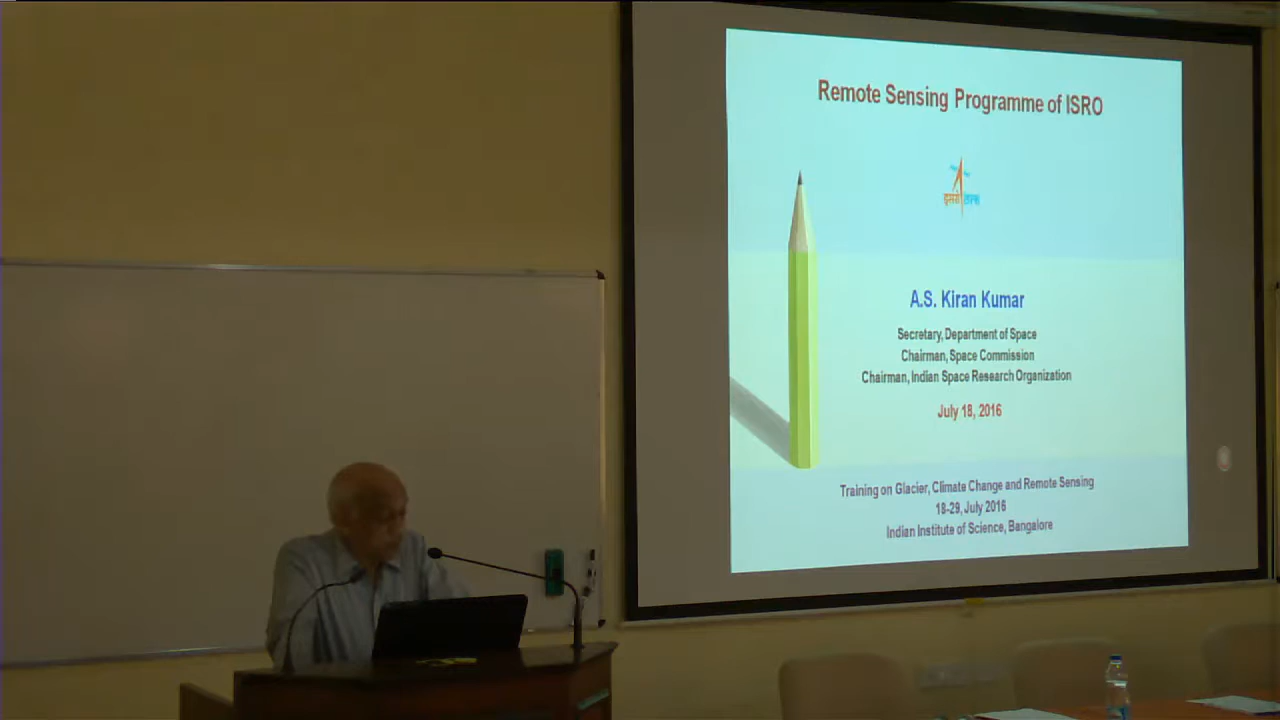 Remote Sensing Programme of ISRO
इसरो isro
A.S. Kiran Kumar
Secretary, Department of Space
Chairman, Space Commission
Chairman, Indian Space Research Organization
July 18, 2016
Training on Glacier, Climate Change and Remote Sensing
18-29, July 2016
Indian Institute of Science, Bangalore